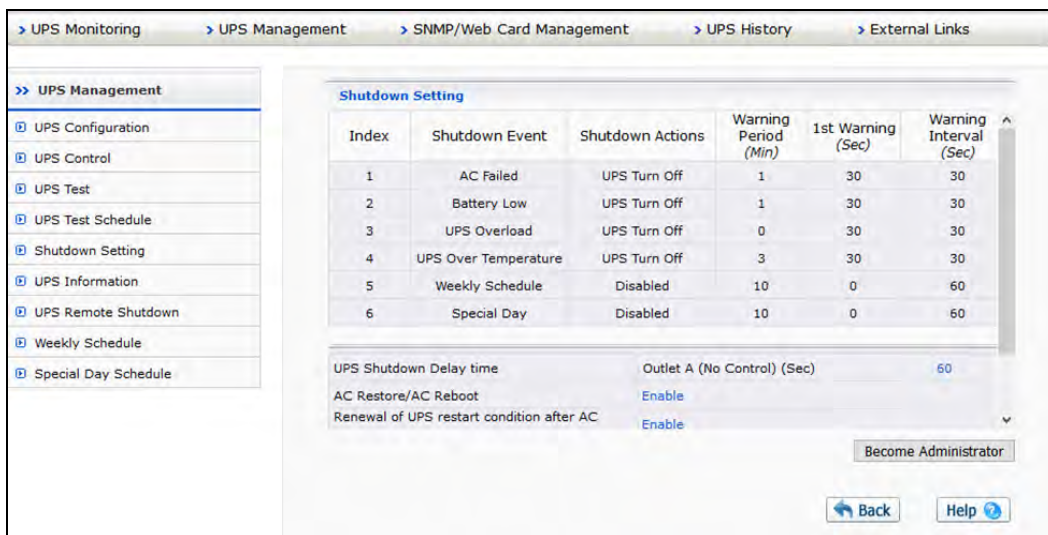 UPS Monitoring UPS Management SNMP/Web Card Management UPS History External Links
UPS Management
UPS Configuration
UPS Control
UPS Test
UPS Test Schedule
Shutdown Setting
UPS Information
UPS Remote Shutdown
Weekly Schedule
Special Day Schedule
Shutdown Setting
Index Shutdown Event Shutdown Actions Warning Period (Min) 1st Warning (Sec) Warning Interval (Sec)
1 AC Failed UPS Turn Off 1 30 30
2 Battery Low UPS Turn Off 1 30 30
3 UPS Overload UPS Turn Off 0 30 30
4 UPS Over Temperature UPS Turn Off 3 30 30
5 Weekly Schedule Disabled 10 0 60
6 Special Day Disabled 10 0 60
UPS Shutdown Delay time Outlet A (No Control) (Sec) 60
AC Restore/AC Reboot Enable
Renewal of UPS restart condition after AC Enable
Become Administrator
Back Help